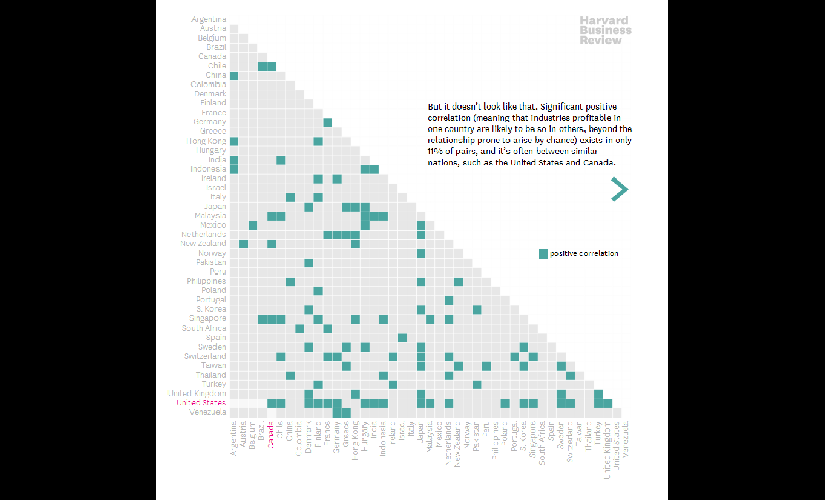 Harvard
Business
Review
Argentina
Austria
Belgium
Brazil
Canada
Chile
China
Colombia
Denmark
Finland
France
Germany
Greece
Hong Kong
Hungary
India
Indonesia
Ireland
Israel
Italy
Japan
Malaysia
Mexico
Netherlands
New Zealand
Norway
Pakistan
Peru
Philippines
Poland
Portugal
S. Korea
Singapore
South Africa
Spain
Sweden
Switzerland
Taiwan
Thailand
Turkey
United Kingdom
United States
Venezuela
But it doesn't look like that. Significant positive
correlation (meaning that industries profitable in
one country are likely to be so in others, beyond the
relationship prone to arise by chance) exists in only
11% of pairs, and it's often between similar
nations, such as the United States and Canada.
positive correlation
Argentina
Austria
Belgium
Brazil
Canada
Chile
China
Colombia
Denmark
Finland
France
Germany
Greece
Hong Kong
Hungary
India
Indonesia
Ireland
Israel
Italy
Japan
Malaysia
Mexico
Netherlands
New Zealand
Norway
Pakistan
Peru
Philippines
Poland
Portugal
S. Korea
Singapore
South Africa
Spain
Sweden
Switzerland
Taiwan
Thailand
Turkey
United Kingdom
United States
Venezuela